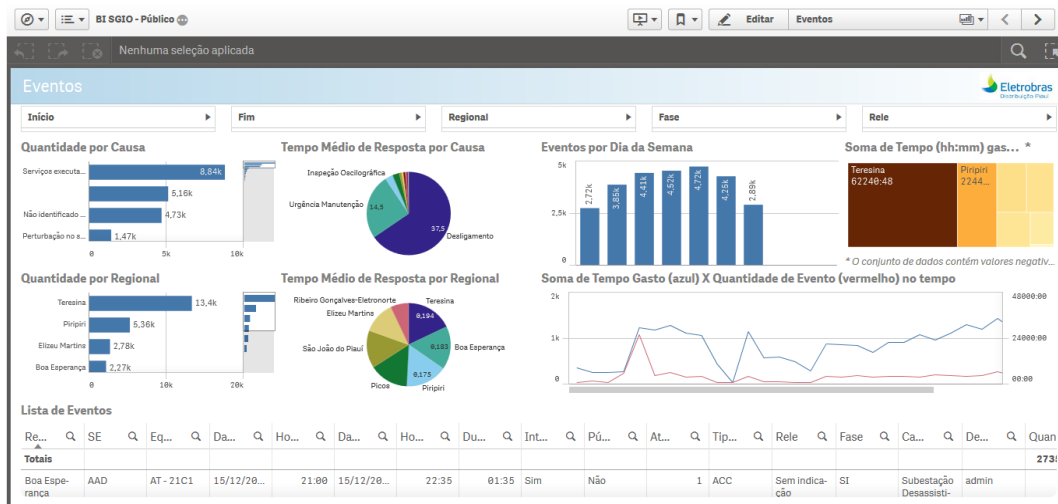 BI SGIO - Público
Editar
Eventos
Nenhuma seleção aplicada
Eventos
Eletrobras
Distribuição Piauí
Início
Fim
Regional
Fase
Rele
Quantidade por Causa
Serviços executa...
Não identificado ...
Perturbação no s...
8,84k
5,16k
4,73k
1,47k
0 5k 10k
Tempo Médio de Resposta por Causa
Inspeção Oscilográfica
Urgência Manutenção
14,5
37,5
Desligamento
Eventos por Dia da Semana
5k
2,5k
0
2,72k
3,85k
4,41k
4,52k
4,72k
4,26k
2,89k
Soma de Tempo (hh:mm) gas... *
Teresina
62240:48
Piripiri
2244...
* O conjunto de dados contém valores negativ...
Quantidade por Regional
Teresina
Piripiri
Elizeu Martins
Boa Esperança
13,4k
5,36k
2,78k
2,27k
0 10k 20k
Tempo Médio de Resposta por Regional
Ribeiro Gonçalves-Eletronorte
Teresina
Elizeu Martins
0,194
São João do Piauí
0,183
Boa Esperança
0,175
Picos
Piripiri
Soma de Tempo Gasto (azul) X Quantidade de Evento (vermelho) no tempo
2k
1k
0
48000:00
24000:00
00:00
Lista de Eventos
Re... SE Eq... Da... Ho... Da... Ho... Du... Int... Pú... At... Tip... Rele Fase Ca... De... Quan
Totais 2735
Boa Espe- AAD AT - 21C1 15/12/20... 21:00 15/12/20... 22:35 01:35 Sim Não 1 ACC Sem indica- SI Subestação admin
rança ção Desassisti-